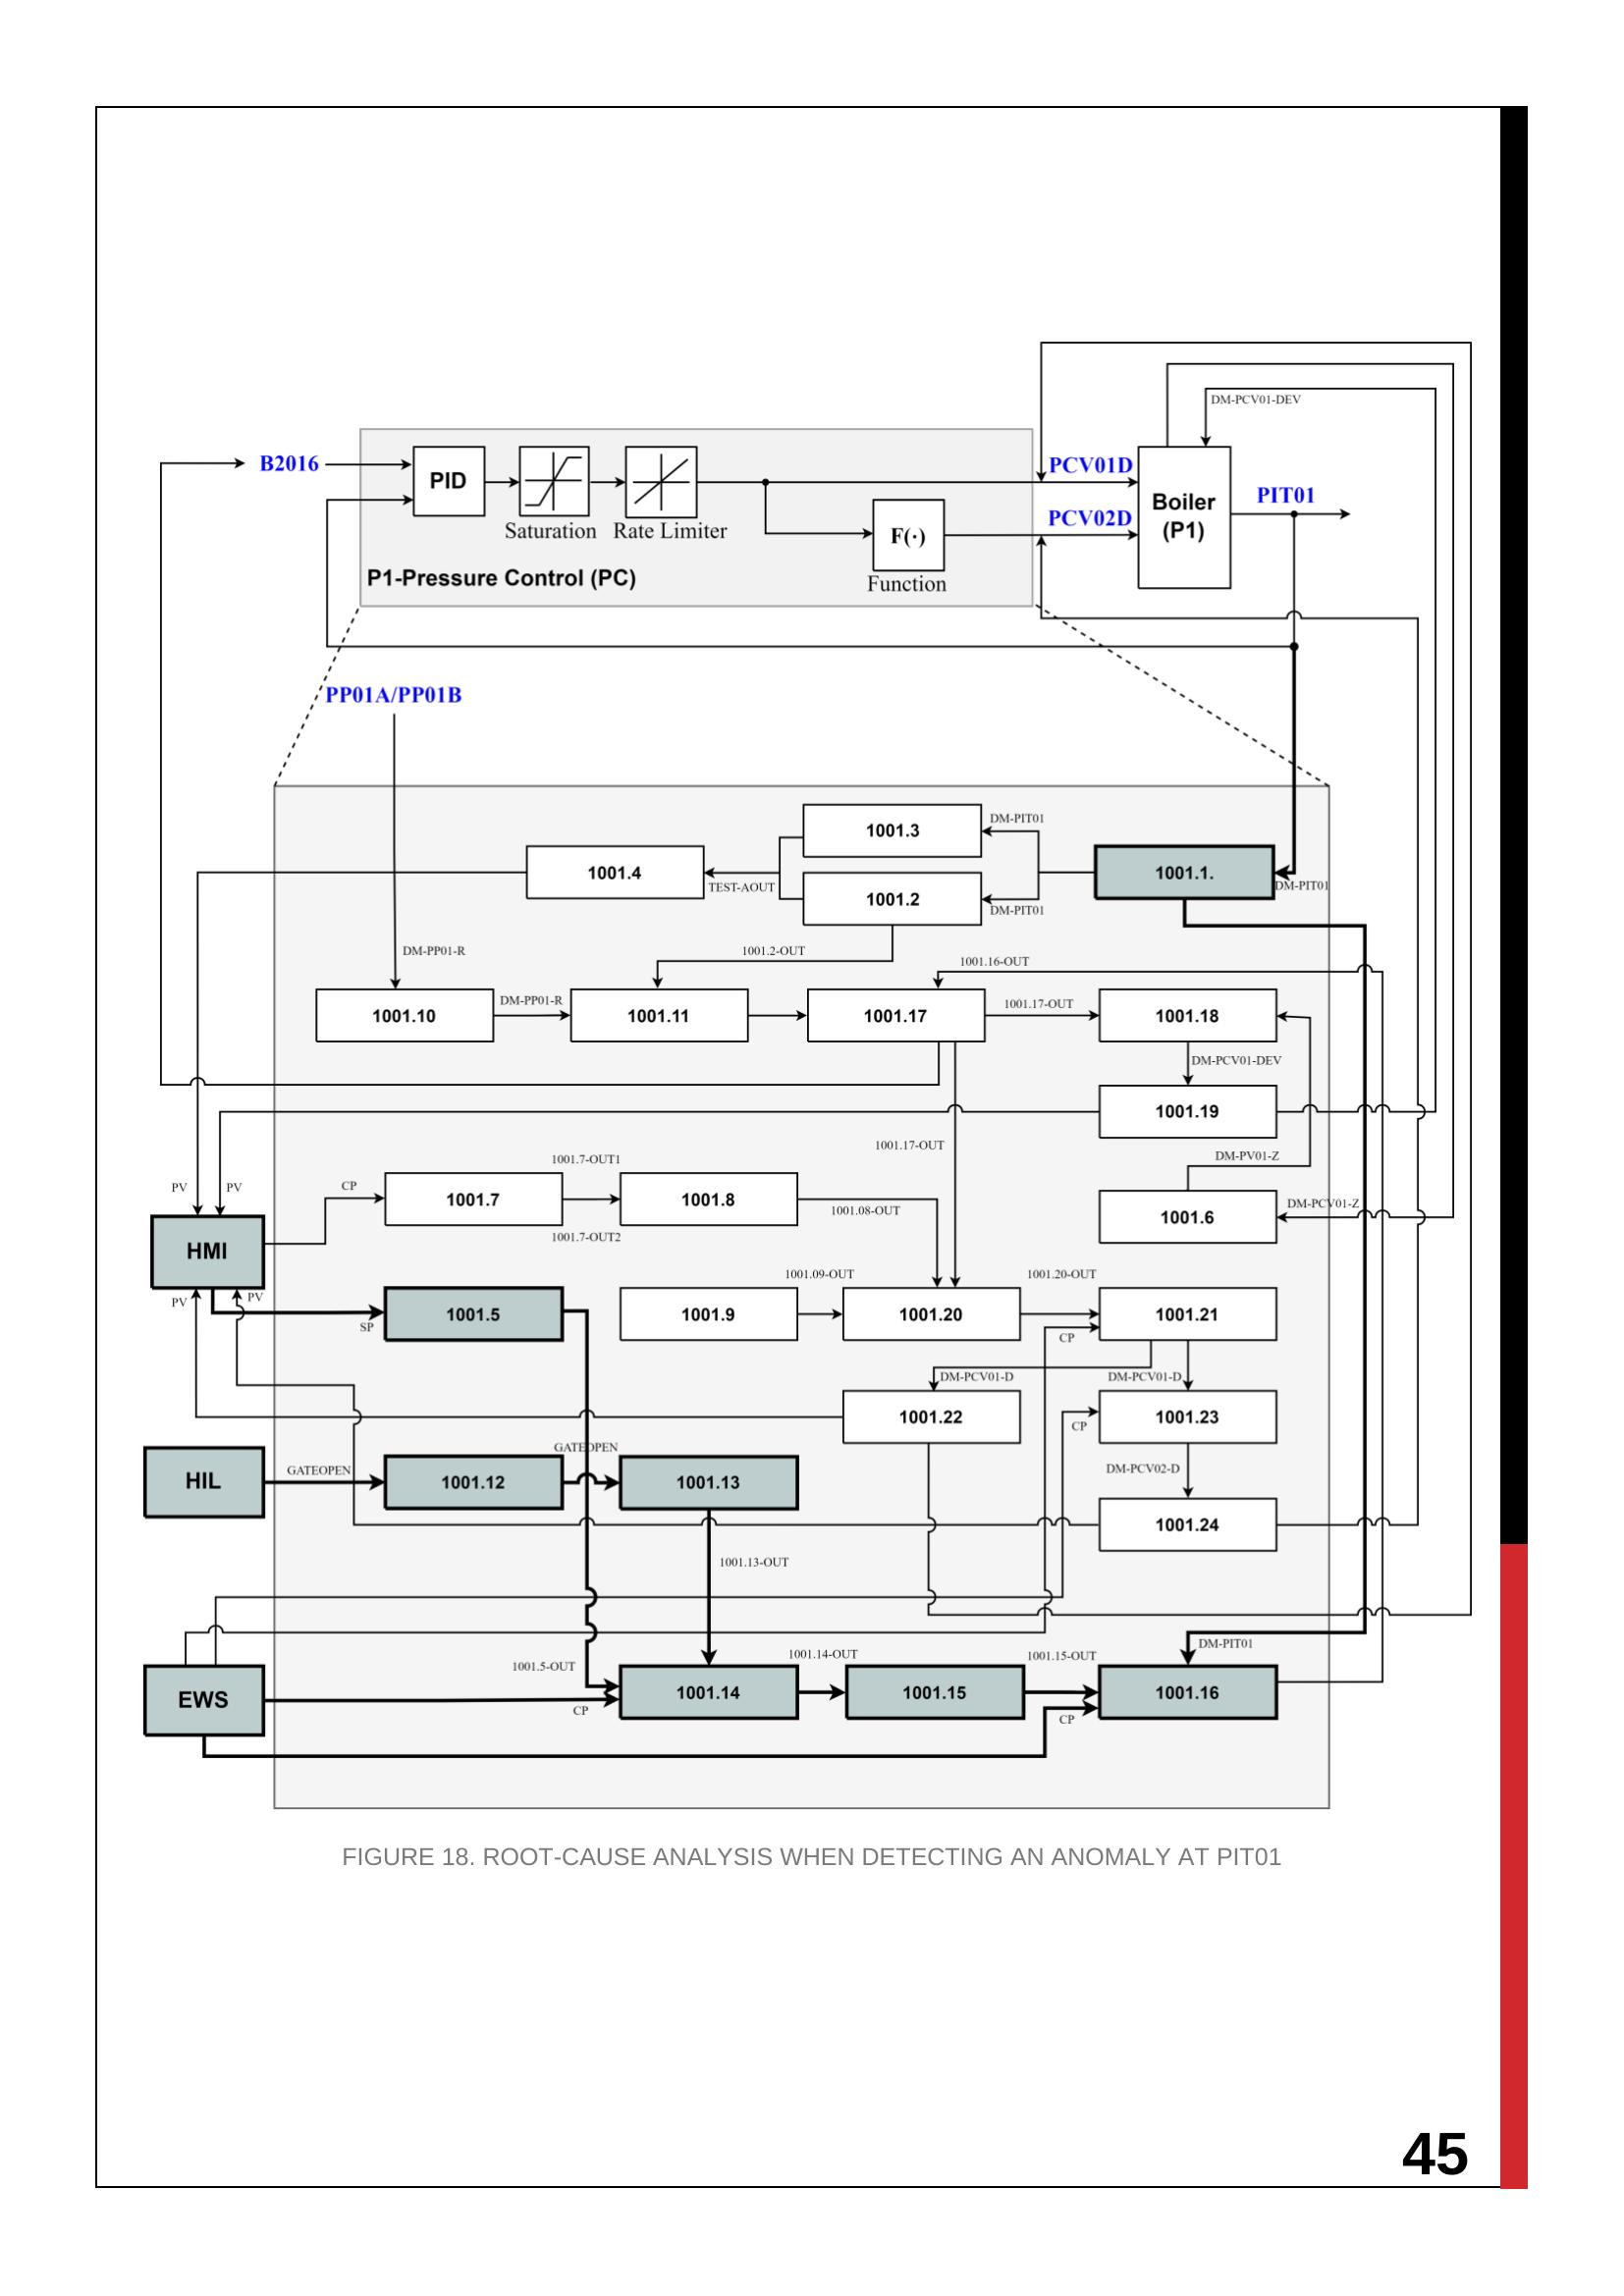 DM-PCV01-DEV
B2016
PID
PCV01D
Boiler
(P1)
PIT01
PCV02D
Saturation
Rate Limiter
F(·)
P1-Pressure Control (PC)
Function
PP01A/PP01B
1001.3
DM-PIT01
1001.4
1001.1.
TEST-AOUT
DM-PIT01
1001.2
DM-PIT01
DM-PP01-R
1001.2-OUT
1001.16-OUT
1001.10
DM-PP01-R
1001.11
1001.17
1001.17-OUT
1001.18
DM-PCV01-DEV
1001.19
1001.17-OUT
DM-PV01-Z
1001.7-OUT1
PV
PV
CP
1001.7
1001.8
1001.08-OUT
1001.6
DM-PCV01-Z
1001.7-OUT2
HMI
1001.09-OUT
1001.20-OUT
PV
PV
SP
1001.5
1001.9
1001.20
1001.21
CP
DM-PCV01-D
DM-PCV01-D
1001.22
CP
1001.23
GATEOPEN
HIL
GATEOPEN
1001.12
1001.13
DM-PCV02-D
1001.24
1001.13-OUT
DM-PIT01
1001.5-OUT
1001.14-OUT
1001.15-OUT
EWS
1001.14
1001.15
1001.16
CP
CP
FIGURE 18. ROOT-CAUSE ANALYSIS WHEN DETECTING AN ANOMALY AT PIT01
45